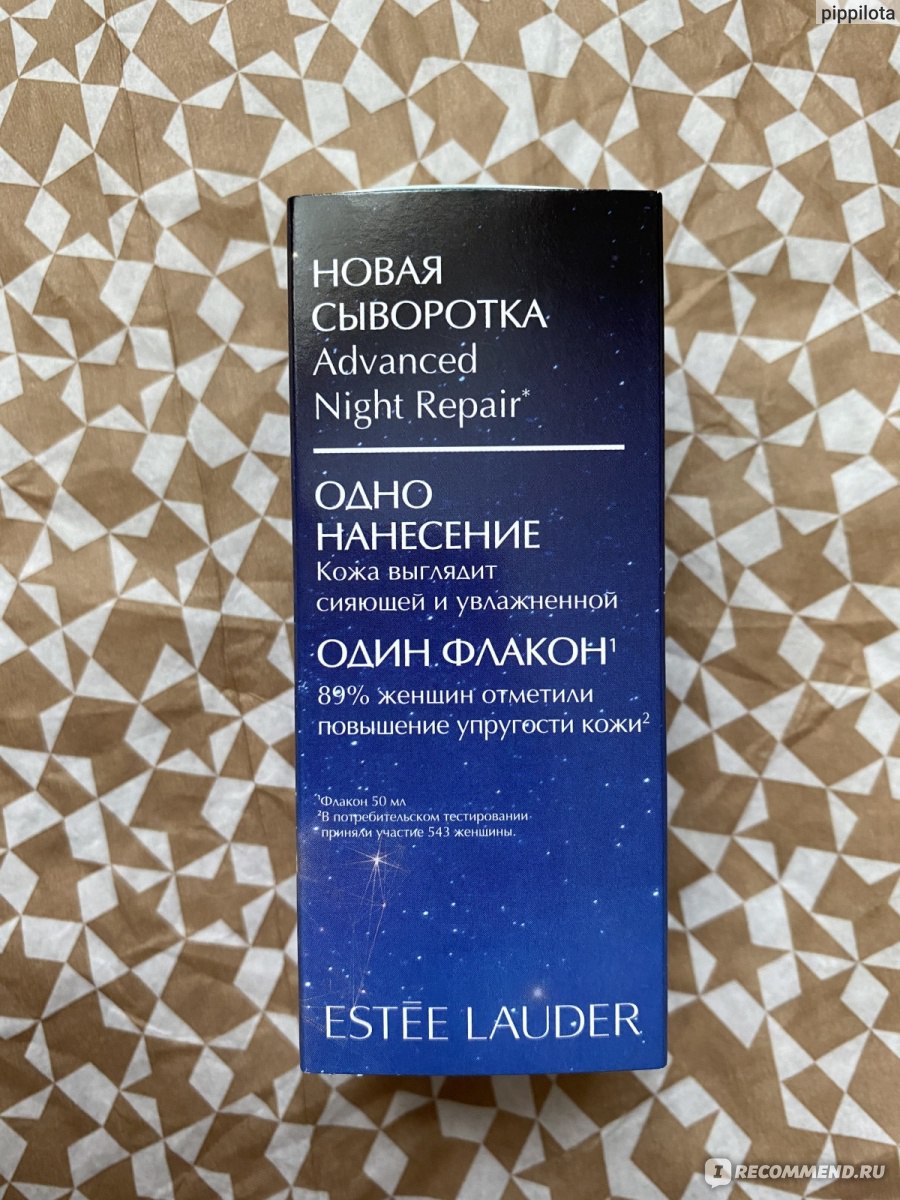 pippilota
НОВАЯ
СЫВОРОТКА
Advanced
Night Repair*
ОДНО
НАНЕСЕНИЕ
Кожа выглядит
сияющей и увлажненной
ОДИН ФЛАКОН¹
89% женщин отметили
повышение упругости кожи²
¹Флакон 50 мл
²В потребительском тестировании
приняли участие 543 женщины.
ESTĒE LAUDER
I RECOMMEND.RU